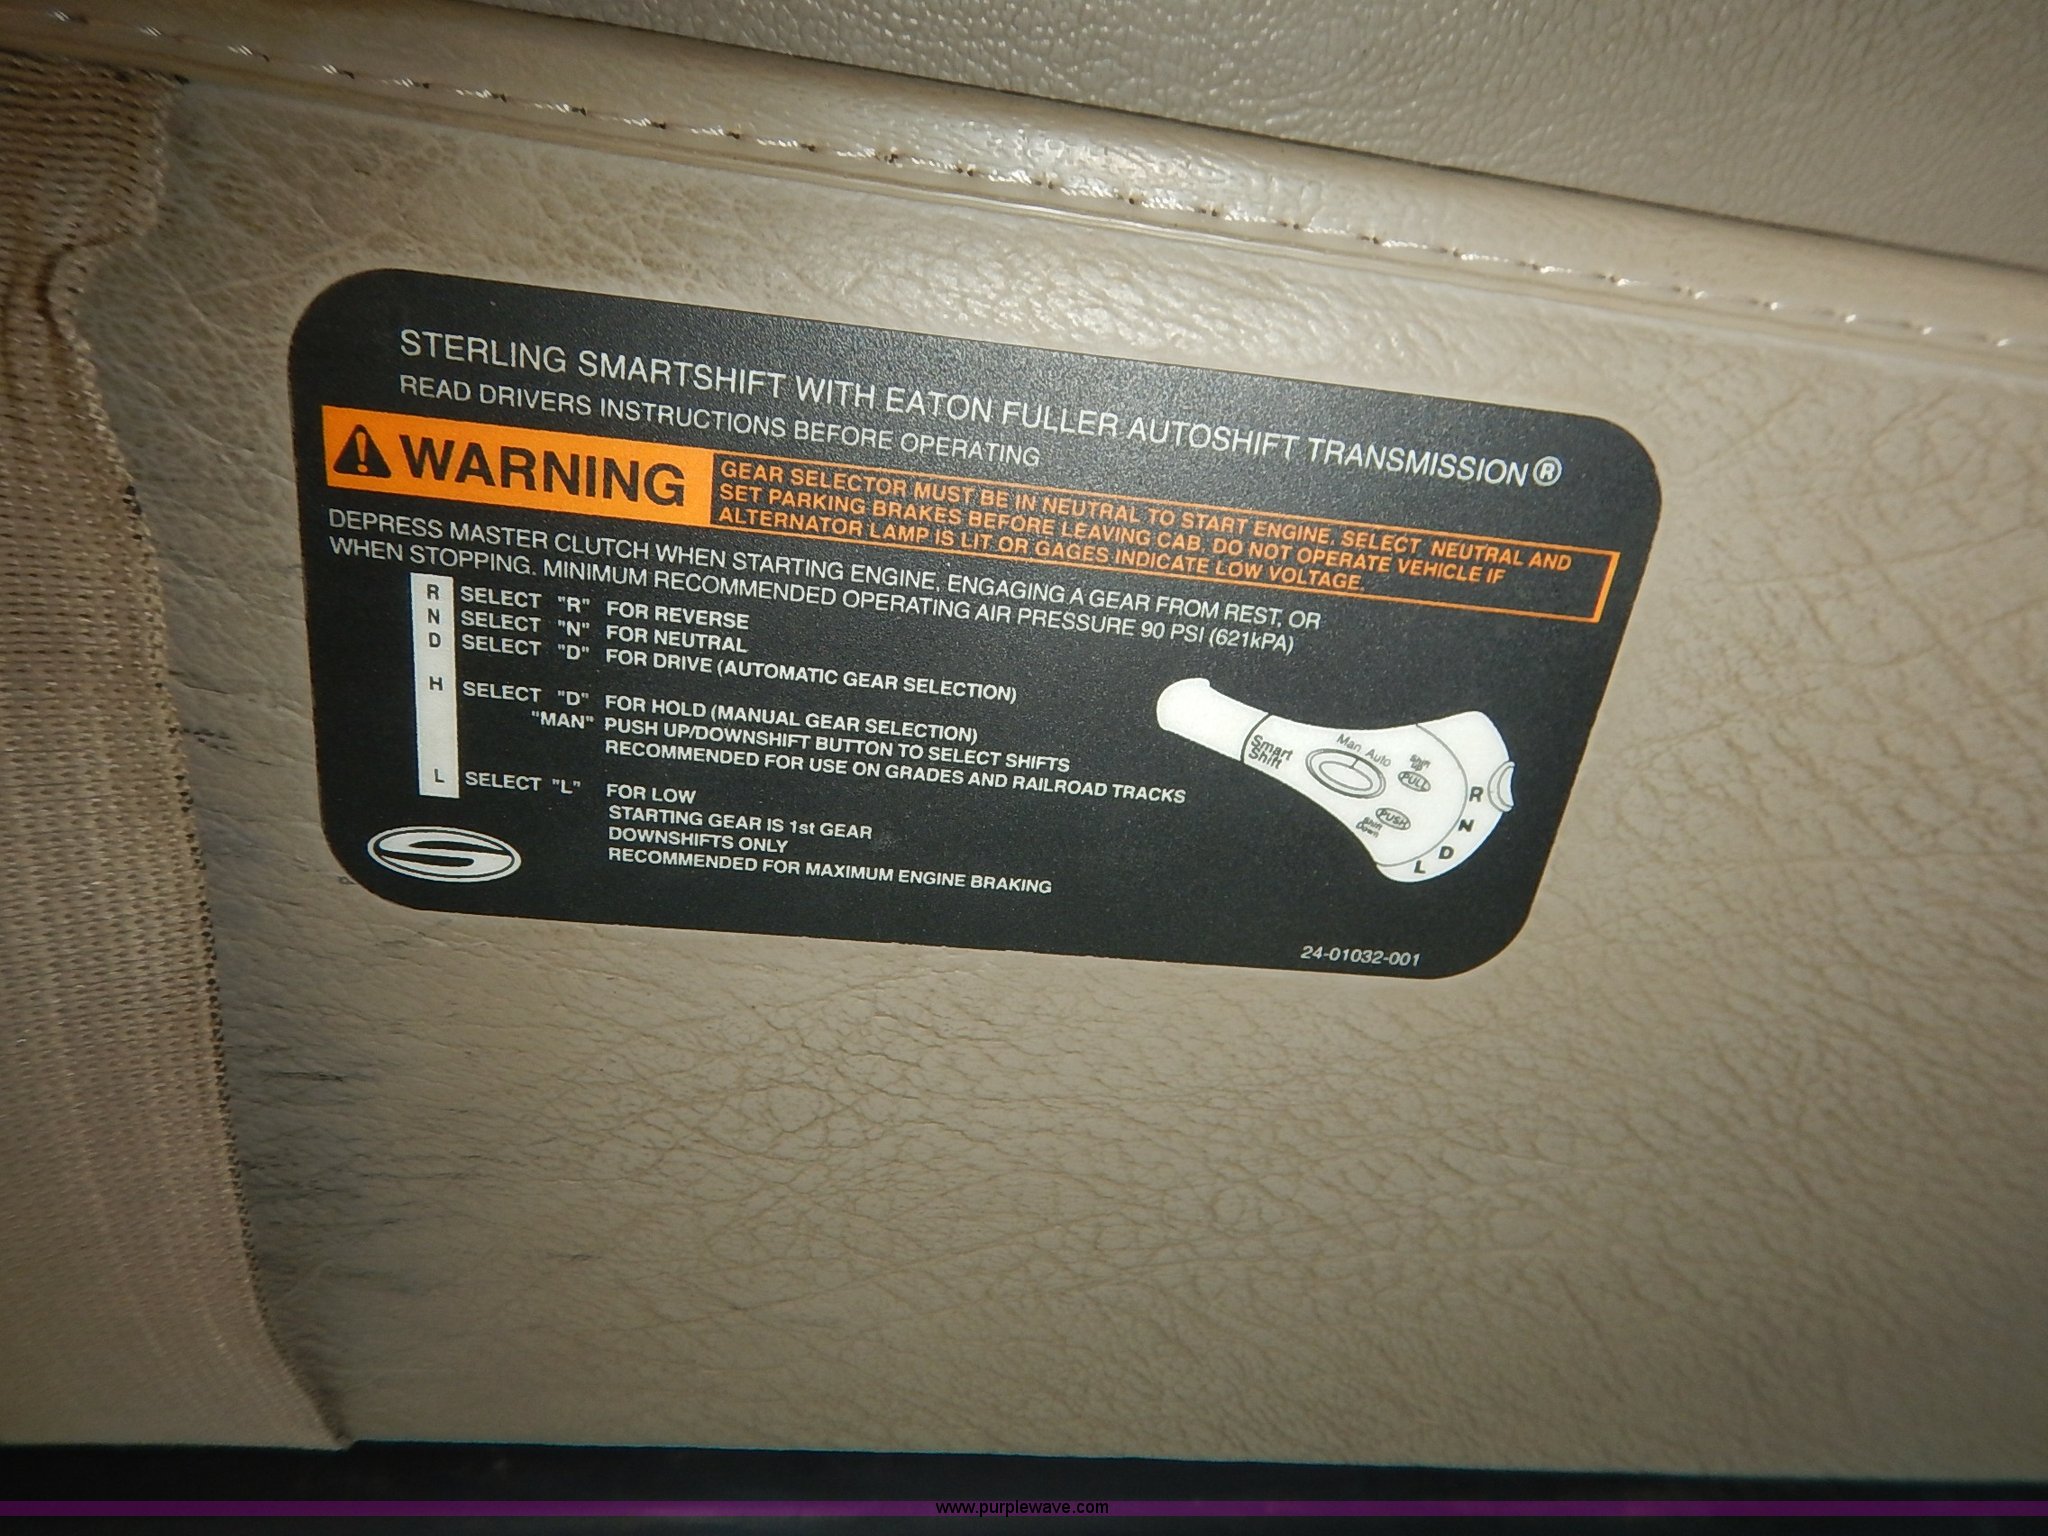 STERLING SMARTSHIFT WITH EATON FULLER AUTOSHIFT TRANSMISSION®
READ DRIVERS INSTRUCTIONS BEFORE OPERATING
WARNING
GEAR SELECTOR MUST BE IN NEUTRAL TO START ENGINE. SELECT NEUTRAL AND
SET PARKING BRAKES BEFORE LEAVING CAB. DO NOT OPERATE VEHICLE IF
ALTERNATOR LAMP IS LIT OR GAGES INDICATE LOW VOLTAGE.
DEPRESS MASTER CLUTCH WHEN STARTING ENGINE, ENGAGING A GEAR FROM REST, OR
WHEN STOPPING. MINIMUM RECOMMENDED OPERATING AIR PRESSURE 90 PSI (621kPA)
R SELECT "R" FOR REVERSE
N SELECT "N" FOR NEUTRAL
D SELECT "D" FOR DRIVE (AUTOMATIC GEAR SELECTION)
H SELECT "D" FOR HOLD (MANUAL GEAR SELECTION)
"MAN" PUSH UP/DOWNSHIFT BUTTON TO SELECT SHIFTS
RECOMMENDED FOR USE ON GRADES AND RAILROAD TRACKS
L SELECT "L" FOR LOW
STARTING GEAR IS 1st GEAR
DOWNSHIFTS ONLY
RECOMMENDED FOR MAXIMUM ENGINE BRAKING
Smart
Shift
Man Auto
Shift
Up
PULL
PUSH
Shift
Down
R
N
D
L
24-01032-001
www.purplewave.com